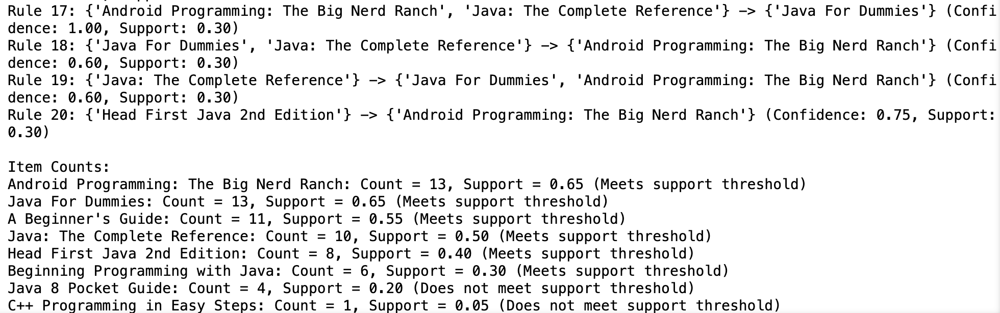 Rule 17: {'Android Programming: The Big Nerd Ranch', 'Java: The Complete Reference'} -> {'Java For Dummies'} (Confi
dence: 1.00, Support: 0.30)
Rule 18: {'Java For Dummies', 'Java: The Complete Reference'} -> {'Android Programming: The Big Nerd Ranch'} (Confi
dence: 0.60, Support: 0.30)
Rule 19: {'Java: The Complete Reference'} -> {'Java For Dummies', 'Android Programming: The Big Nerd Ranch'} (Confi
dence: 0.60, Support: 0.30)
Rule 20: {'Head First Java 2nd Edition'} -> {'Android Programming: The Big Nerd Ranch'} (Confidence: 0.75, Support:
0.30)

Item Counts:
Android Programming: The Big Nerd Ranch: Count = 13, Support = 0.65 (Meets support threshold)
Java For Dummies: Count = 13, Support = 0.65 (Meets support threshold)
A Beginner's Guide: Count = 11, Support = 0.55 (Meets support threshold)
Java: The Complete Reference: Count = 10, Support = 0.50 (Meets support threshold)
Head First Java 2nd Edition: Count = 8, Support = 0.40 (Meets support threshold)
Beginning Programming with Java: Count = 6, Support = 0.30 (Meets support threshold)
Java 8 Pocket Guide: Count = 4, Support = 0.20 (Does not meet support threshold)
C++ Programming in Easy Steps: Count = 1, Support = 0.05 (Does not meet support threshold)